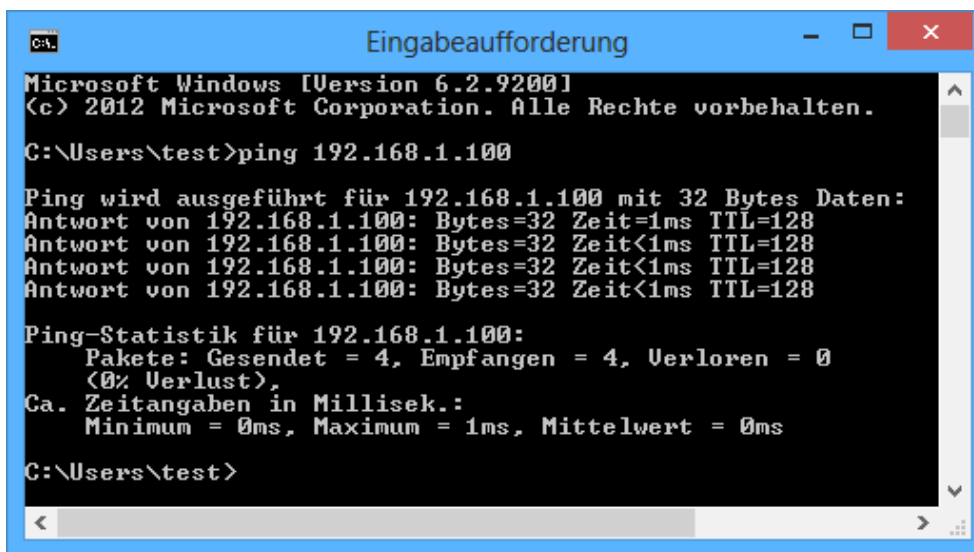 Eingabeaufforderung
Microsoft Windows [Version 6.2.9200]
(c) 2012 Microsoft Corporation. Alle Rechte vorbehalten.
C:\Users\test>ping 192.168.1.100
Ping wird ausgeführt für 192.168.1.100 mit 32 Bytes Daten:
Antwort von 192.168.1.100: Bytes=32 Zeit=1ms TTL=128
Antwort von 192.168.1.100: Bytes=32 Zeit<1ms TTL=128
Antwort von 192.168.1.100: Bytes=32 Zeit<1ms TTL=128
Antwort von 192.168.1.100: Bytes=32 Zeit<1ms TTL=128
Ping-Statistik für 192.168.1.100:
    Pakete: Gesendet = 4, Empfangen = 4, Verloren = 0
    (0% Verlust),
Ca. Zeitangaben in Millisek.:
    Minimum = 0ms, Maximum = 1ms, Mittelwert = 0ms
C:\Users\test>